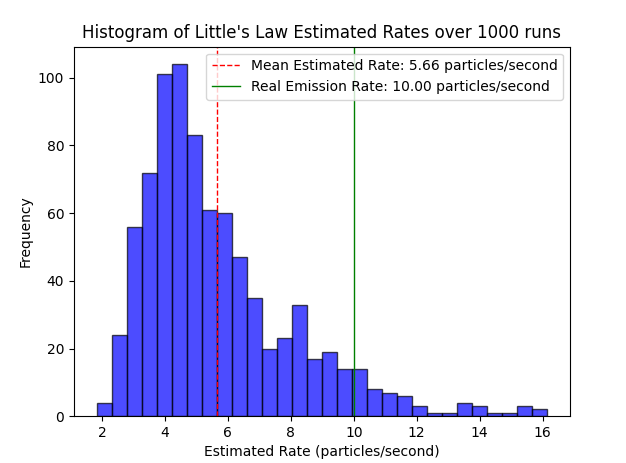 Histogram of Little's Law Estimated Rates over 1000 runs
Mean Estimated Rate: 5.66 particles/second
Real Emission Rate: 10.00 particles/second
Frequency
100
80
60
40
20
0
2 4 6 8 10 12 14 16
Estimated Rate (particles/second)